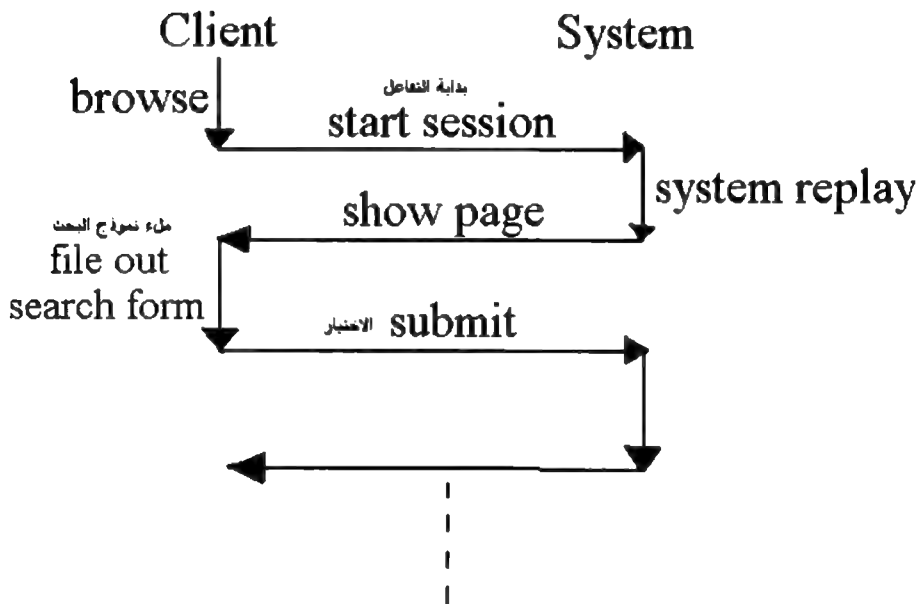 Client
System
browse
بداية التفاعل
start session
system replay
show page
ملء نموذج البحث
file out
search form
الاختيار submit